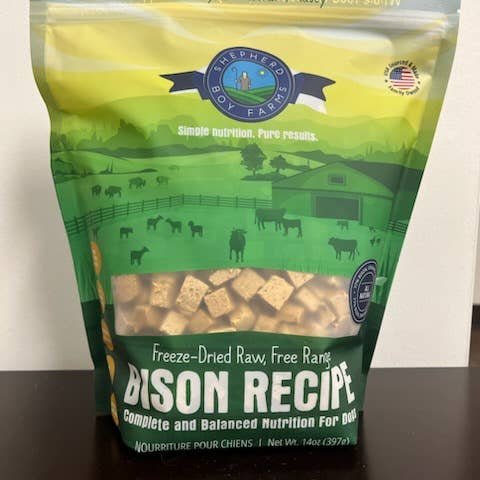 SHEPHERD
BOY FARMS
Simple nutrition. Pure results.
Freeze-Dried Raw, Free Range
BISON RECIPE
Complete and Balanced Nutrition For Dogs
NOURRITURE POUR CHIENS | Net Wt. 14oz (397g)